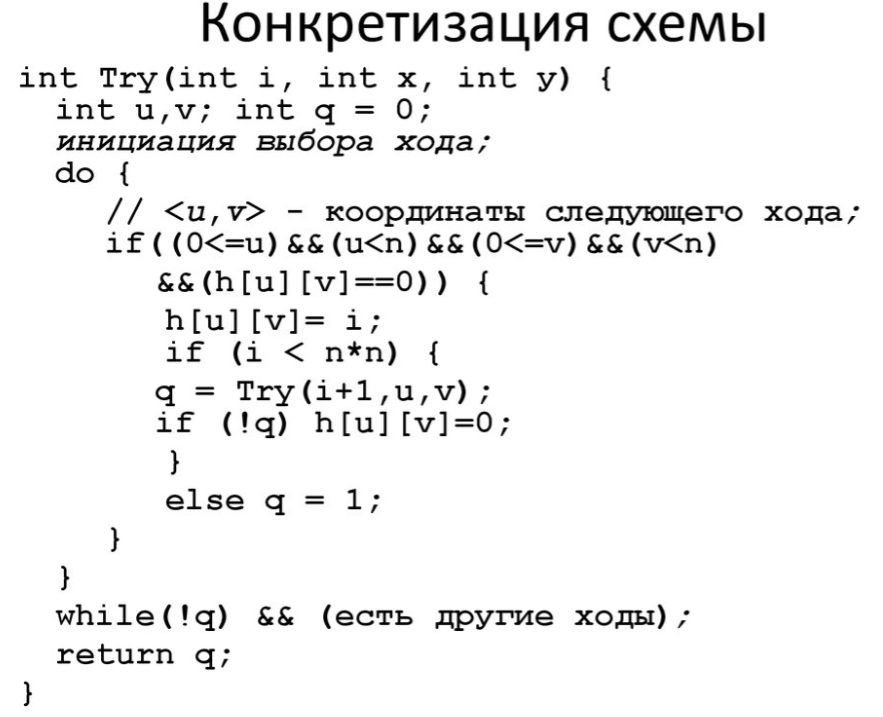 Конкретизация схемы
int Try(int i, int x, int y) {
int u,v; int q = 0;
инициация выбора хода;
do {
// <u,v> - координаты следующего хода;
if((0<=u)&&(u<n)&&(0<=v)&&(v<n)
&&(h[u][v]==0)) {
h[u][v]= i;
if (i < n*n) {
q = Try(i+1,u,v);
if (!q) h[u][v]=0;
}
else q = 1;
}
}
while(!q) && (есть другие ходы);
return q;
}